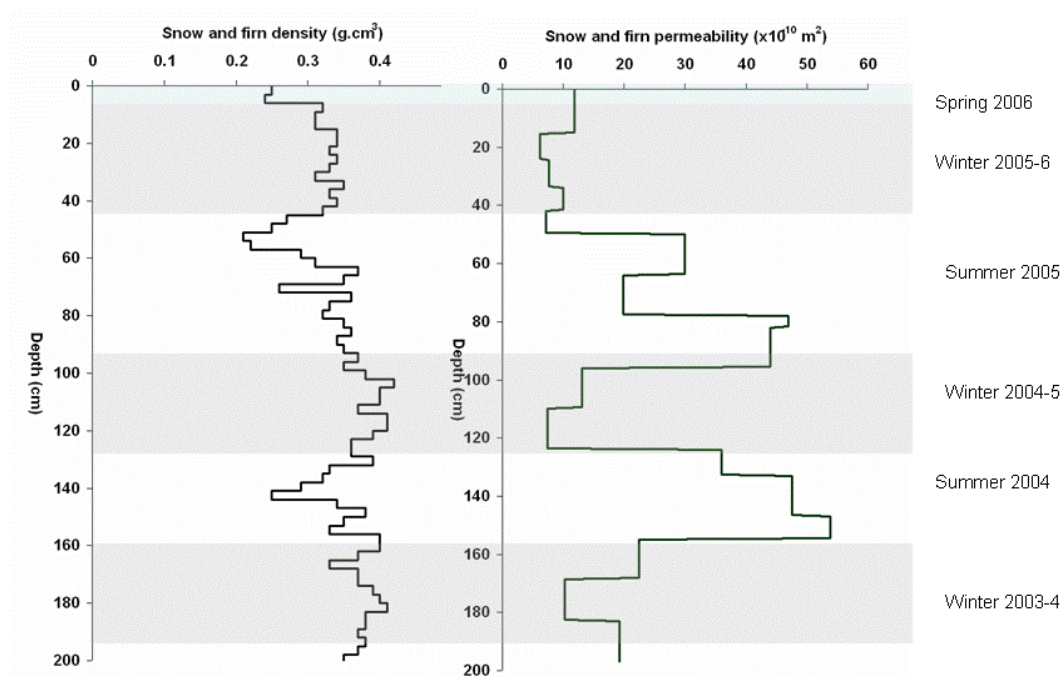 Snow and firn density (g.cm³)
0 0.1 0.2 0.3 0.4
0
20
40
60
80
100
120
140
160
180
200
Depth (cm)
Snow and firn permeability (x10¹⁰ m²)
0 10 20 30 40 50 60
0
20
40
60
80
100
120
140
160
180
200
Depth (cm)
Spring 2006
Winter 2005-6
Summer 2005
Winter 2004-5
Summer 2004
Winter 2003-4